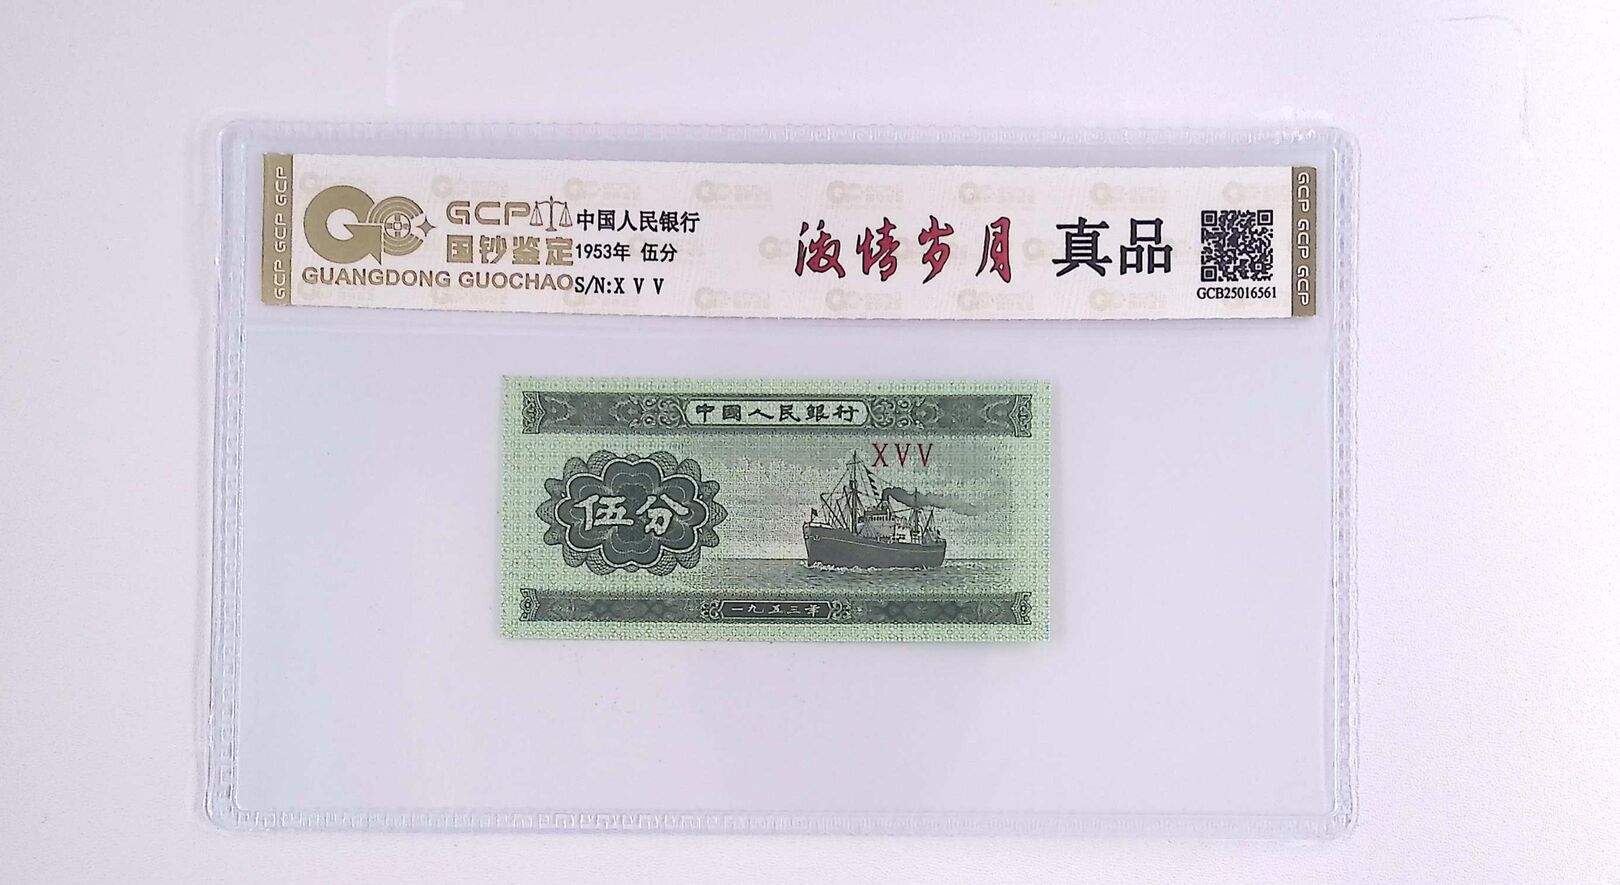 GCP GCP GCP
GCP
国钞鉴定
GUANGDONG GUOCHAO
中国人民银行
1953年 伍分
S/N:X V V
激情岁月
真品
GCB25016561
GCP GCP GCP
中国人民银行
XVV
伍分
一九五三年